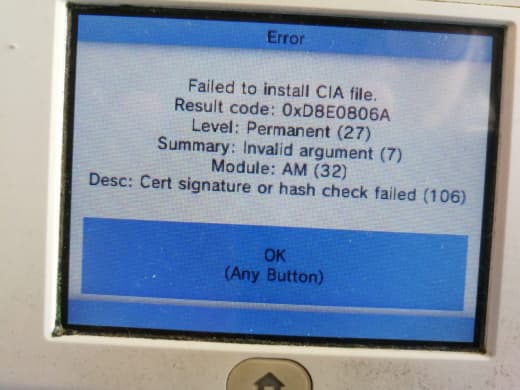 Error
Failed to install CIA file.
Result code: 0xD8E0806A
Level: Permanent (27)
Summary: Invalid argument (7)
Module: AM (32)
Desc: Cert signature or hash check failed (106)
OK
(Any Button)